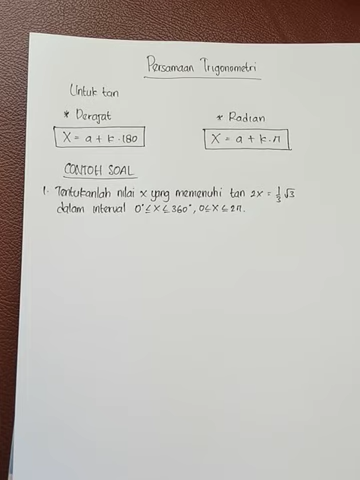 Persamaan Trigonometri
Untuk tan
* Derajat
X = a + k.180
* Radian
X = a + k.π
CONTOH SOAL
1. Tentukanlah nilai x yang memenuhi tan 2x = 1/3 √3
dalam interval 0° ≤ x ≤ 360°, 0 ≤ x ≤ 2π.